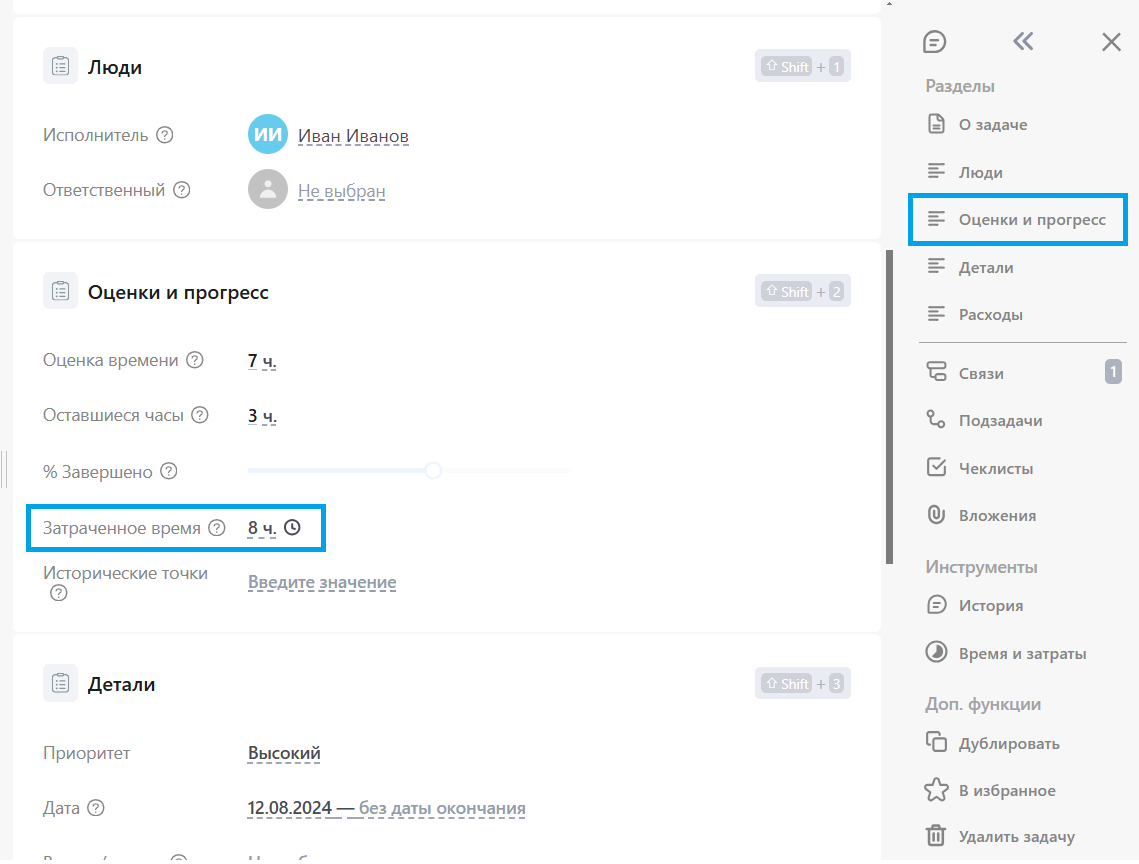 Люди
Shift + 1
Исполнитель ?
ИИ Иван Иванов
Ответственный ?
Не выбран
Оценки и прогресс
Shift + 2
Оценка времени ? 7 ч.
Оставшиеся часы ? 3 ч.
% Завершено ?
Затраченное время ? 8 ч.
Исторические точки ?
Введите значение
Детали
Shift + 3
Приоритет Высокий
Дата ? 12.08.2024 — без даты окончания
Разделы
О задаче
Люди
Оценки и прогресс
Детали
Расходы
Связи 1
Подзадачи
Чеклисты
Вложения
Инструменты
История
Время и затраты
Доп. функции
Дублировать
В избранное
Удалить задачу